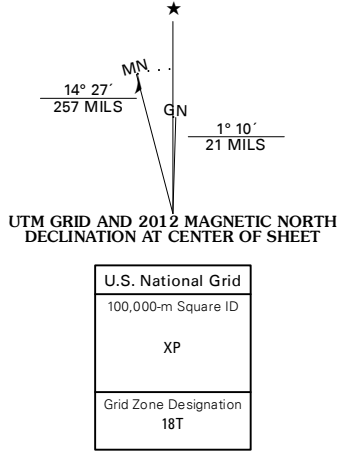 MN
14° 27´
257 MILS
GN
1° 10´
21 MILS
UTM GRID AND 2012 MAGNETIC NORTH
DECLINATION AT CENTER OF SHEET
U.S. National Grid
100,000-m Square ID
XP
Grid Zone Designation
18T